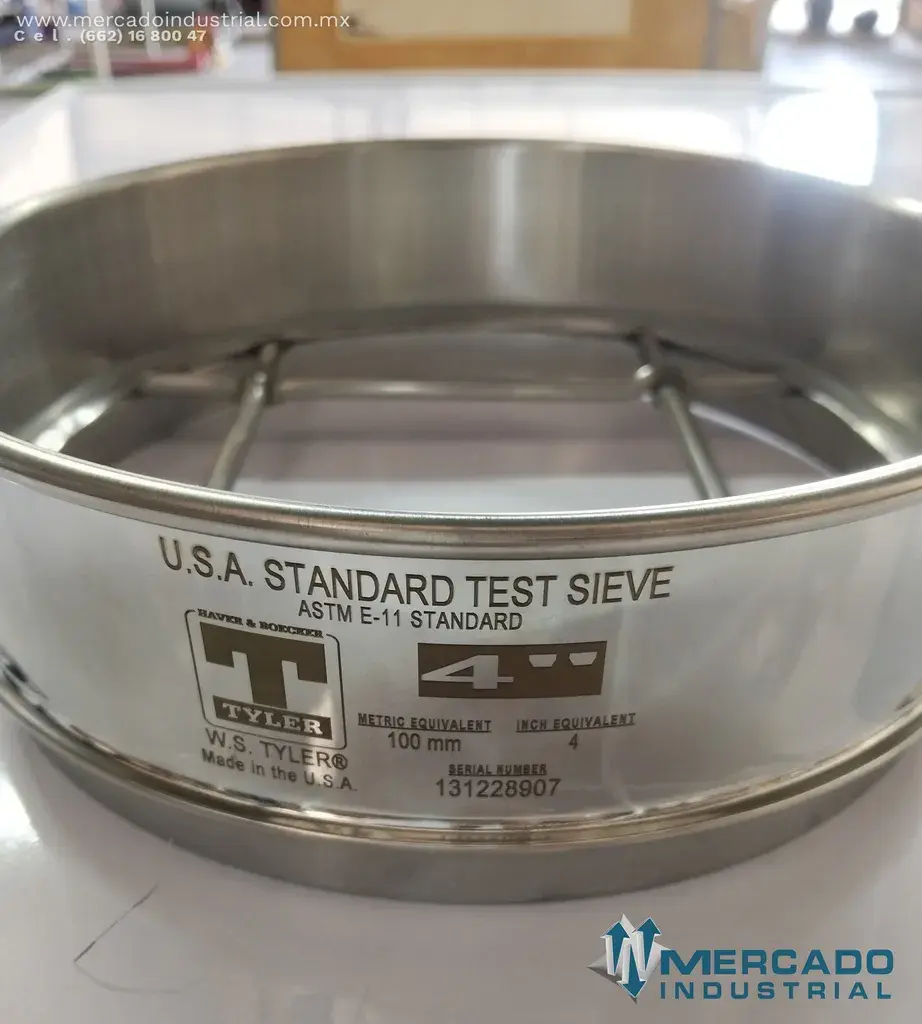 www.mercadoindustrial.com.mx
Cel. (662) 16 800 47
U.S.A. STANDARD TEST SIEVE
ASTM E-11 STANDARD
HAVER & BOECKER
T
TYLER
W.S. TYLER®
Made in the U.S.A.
4"
METRIC EQUIVALENT INCH EQUIVALENT
100 mm 4
SERIAL NUMBER
131228907
MERCADO
INDUSTRIAL